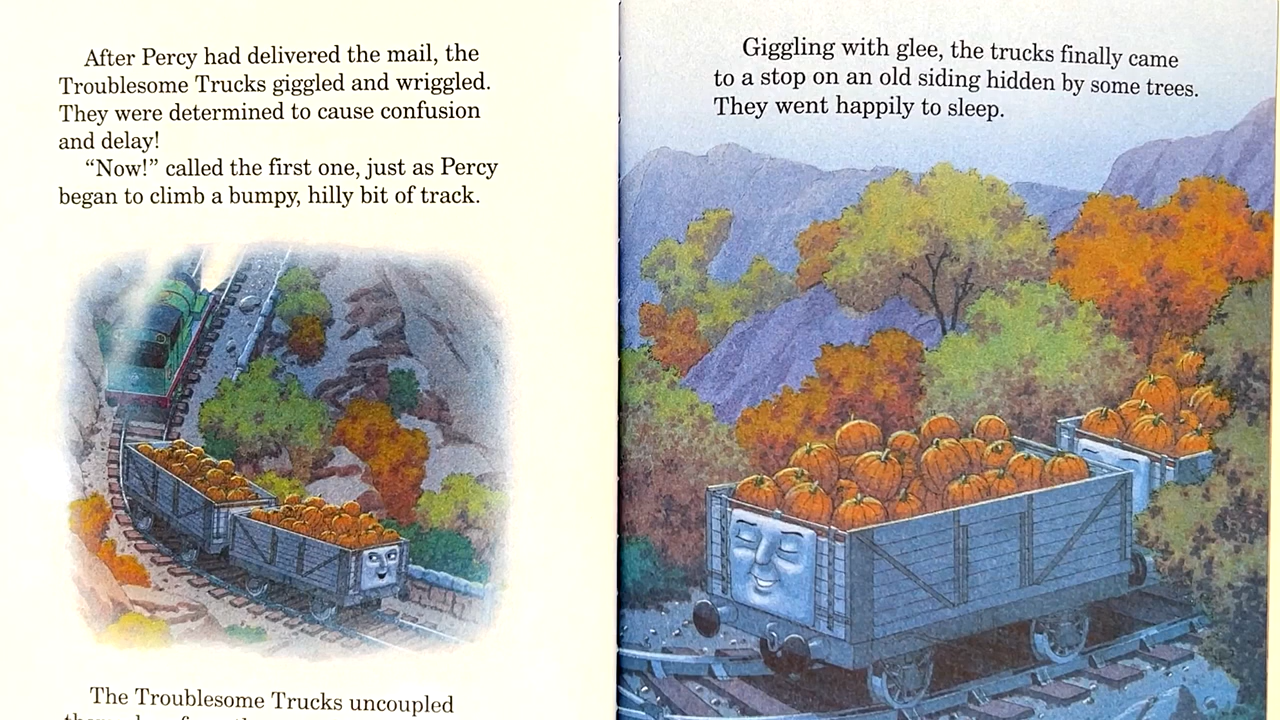 After Percy had delivered the mail, the
Troublesome Trucks giggled and wriggled.
They were determined to cause confusion
and delay!
“Now!” called the first one, just as Percy
began to climb a bumpy, hilly bit of track.
The Troublesome Trucks uncoupled
Giggling with glee, the trucks finally came
to a stop on an old siding hidden by some trees.
They went happily to sleep.